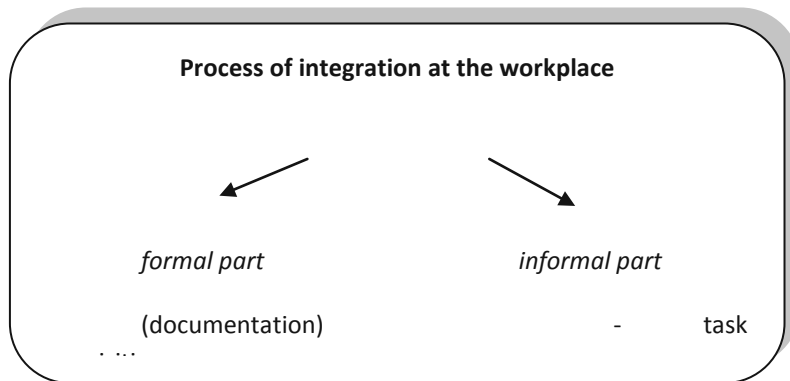 Process of integration at the workplace
formal part informal part
(documentation) - task